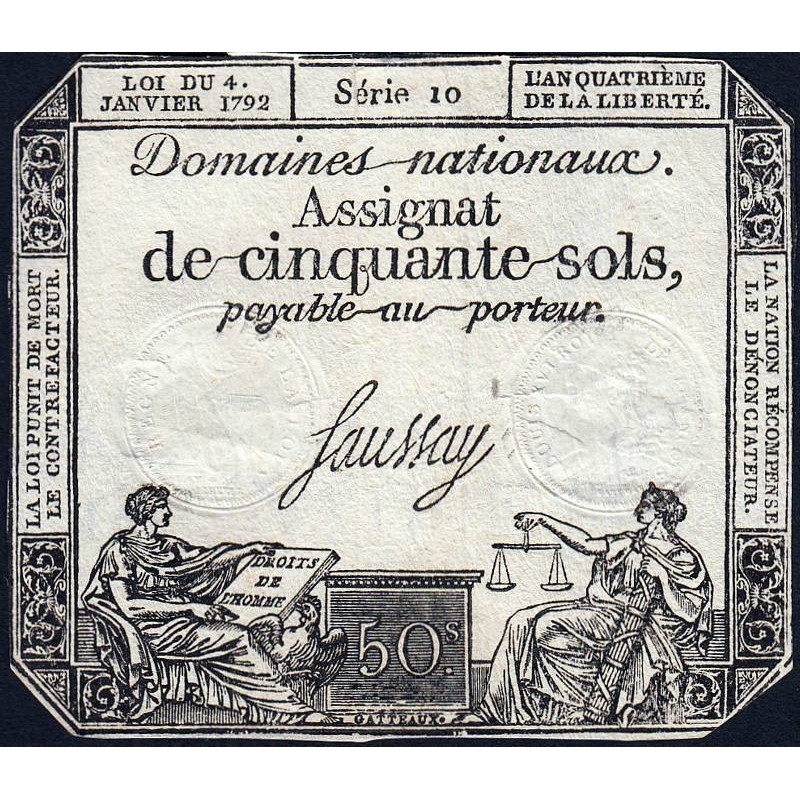 LOI DU 4.
JANVIER 1792
Série 10
L'AN QUATRIÈME
DE LA LIBERTÉ.
Domaines nationaux.
Assignat
de cinquante sols,
payable au porteur.
LA LOI PUNIT DE MORT
LE CONTREFACTEUR.
LA NATION RÉCOMPENSE
LE DÉNONCIATEUR.
Saussay
DROITS
DE
L'HOMME
50.s
GATTEAUX.